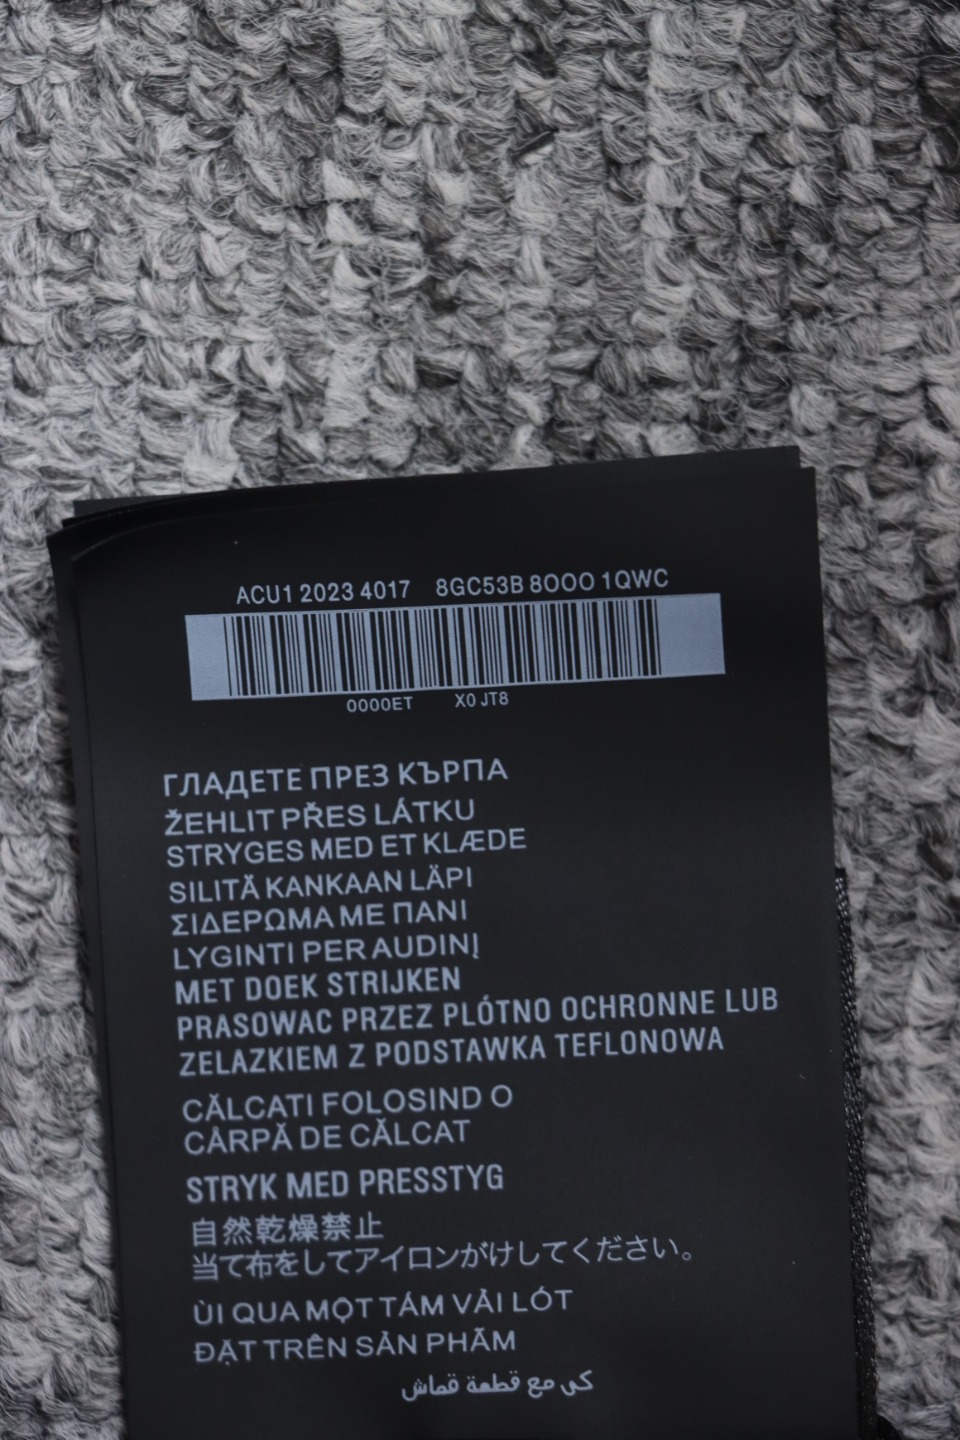 ACU1 2023 4017 8GC53B 8OOO 1QWC
0000ET X0 JT8
ГЛАДЕТЕ ПРЕЗ КЪРПА
ŽEHLIT PŘES LÁTKU
STRYGES MED ET KLÆDE
SILITĂ KANKAAN LÄPI
ΣΙΔΕΡΩΜΑ ΜΕ ΠΑΝΙ
LYGINTI PER AUDINĮ
MET DOEK STRIJKEN
PRASOWAC PRZEZ PLÓTNO OCHRONNE LUB
ZELAZKIEM Z PODSTAWKA TEFLONOWA
CĂLCATI FOLOSIND O
CÂRPĂ DE CĂLCAT
STRYK MED PRESSTYG
自然乾燥禁止
当て布をしてアイロンがけしてください。
ÙI QUA MỘT TÁM VẢI LÓT
ĐẶT TRÊN SẢN PHÃM
كى مع قطعة قماش